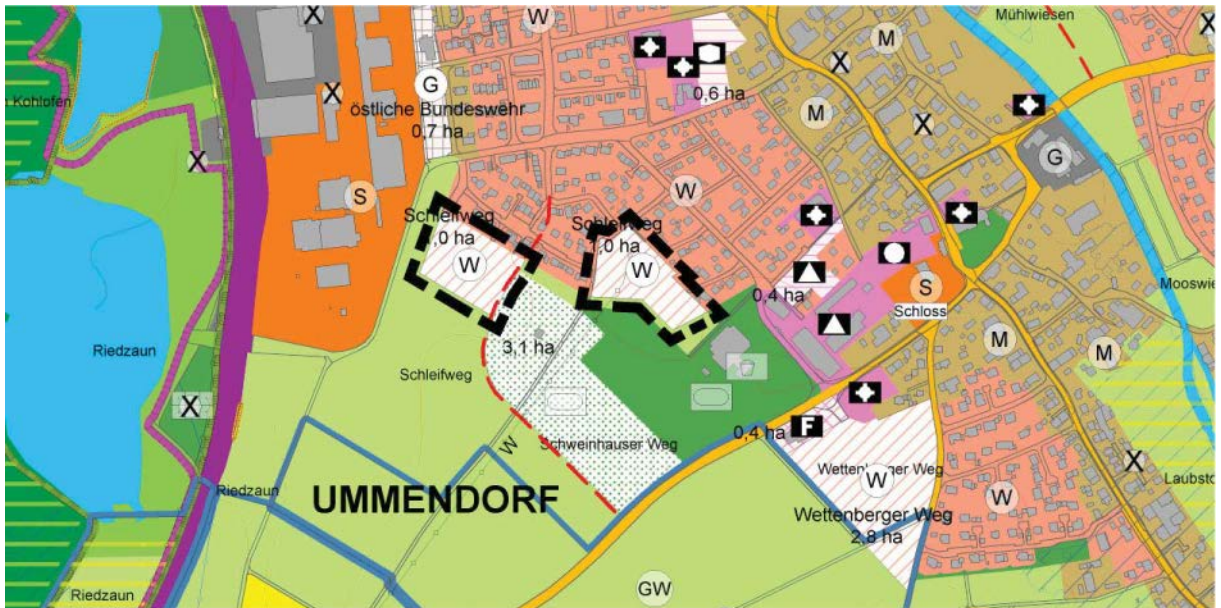 X
W
Mühlwiesen
X
M
X
Kohlofen
G
0,6 ha
östliche Bundeswehr
0,7 ha
X
M
X
X
G
S
W
Schleifweg
1,0 ha
W
Schleifweg
1,0 ha
W
0,4 ha
S
Schloss
Riedzaun
3,1 ha
Schleifweg
M
M
X
0,4 ha
F
Schweinhauser Weg
W
Wettenberger Weg
W
Wettenberger Weg
2,8 ha
W
X
Riedzaun
UMMENDORF
GW
Riedzaun